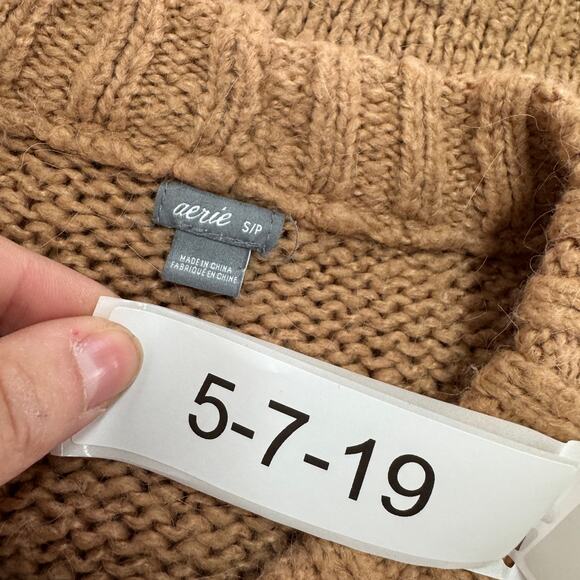 aerie S/P
MADE IN CHINA
FABRIQUÉ EN CHINE
5-7-19